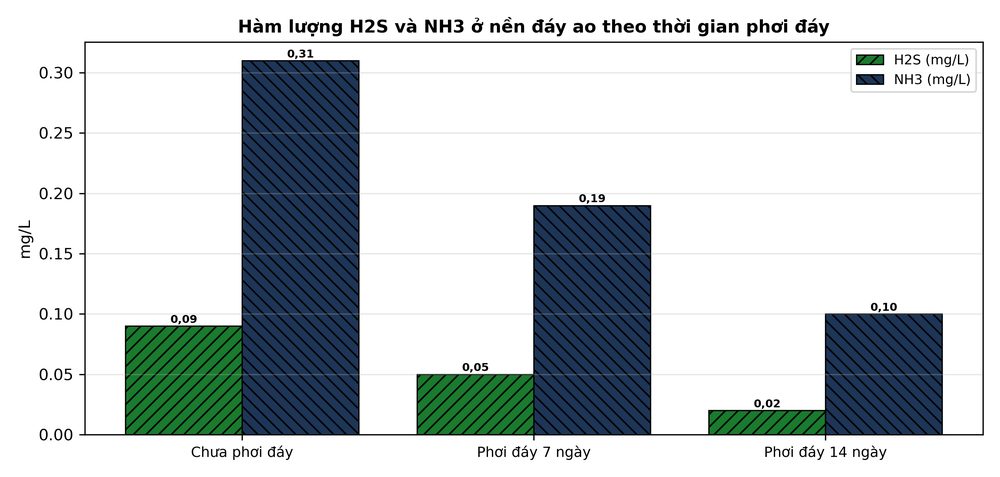 Hàm lượng H2S và NH3 ở nền đáy ao theo thời gian phơi đáy
H2S (mg/L)
NH3 (mg/L)
mg/L
0.30
0.25
0.20
0.15
0.10
0.05
0.00
0,09
0,31
0,05
0,19
0,02
0,10
Chưa phơi đáy
Phơi đáy 7 ngày
Phơi đáy 14 ngày